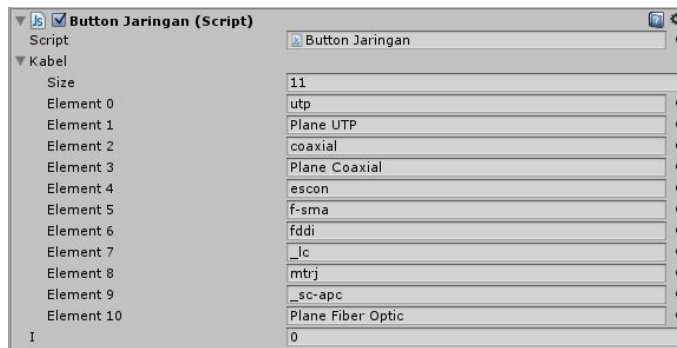 Button Jaringan (Script)
Script Button Jaringan
Kabel
Size 11
Element 0 utp
Element 1 Plane UTP
Element 2 coaxial
Element 3 Plane Coaxial
Element 4 escon
Element 5 f-sma
Element 6 fddi
Element 7 _lc
Element 8 mtrj
Element 9 _sc-apc
Element 10 Plane Fiber Optic
I 0